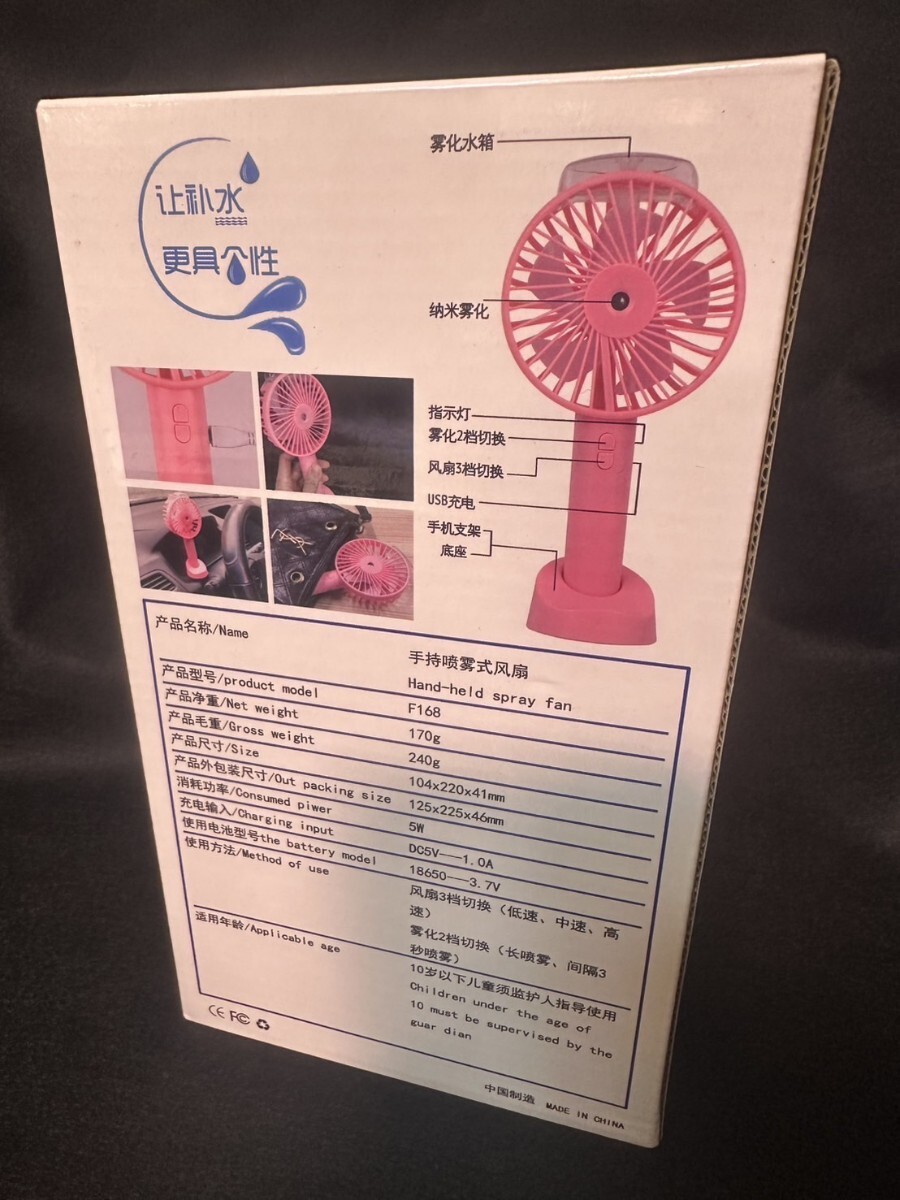 让补水
更具个性
雾化水箱
纳米雾化
指示灯
雾化2档切换
风扇3档切换
USB充电
手机支架
底座
产品名称/Name
手持喷雾式风扇
Hand-held spray fan
产品型号/product model
F168
产品净重/Net weight
170g
产品毛重/Gross weight
240g
产品尺寸/Size
104x220x41mm
产品外包装尺寸/Out packing size
125x225x46mm
消耗功率/Consumed piwer
5W
充电输入/Charging input
DC5V---1.0A
使用电池型号the battery model
18650---3.7V
使用方法/Method of use
风扇3档切换（低速、中速、高
速）
雾化2档切换（长喷雾、间隔3
秒喷雾）
适用年龄/Applicable age
10岁以下儿童须监护人指导使用
Children under the age of
10 must be supervised by the
guar dian
CE FC
中国制造 MADE IN CHINA